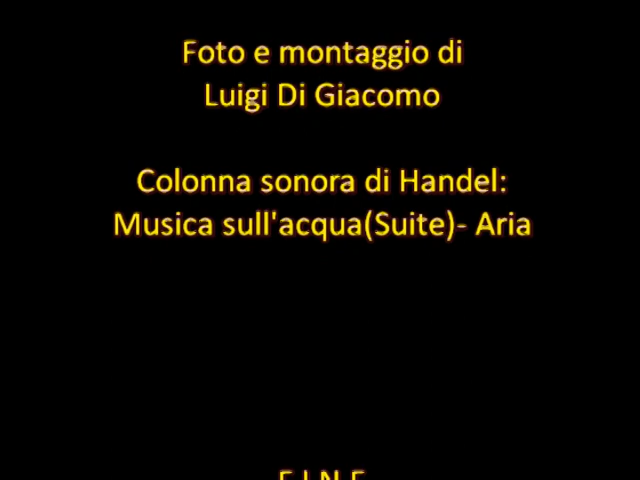 Foto e montaggio di
Luigi Di Giacomo
Colonna sonora di Handel:
Musica sull'acqua(Suite)- Aria
F I N E